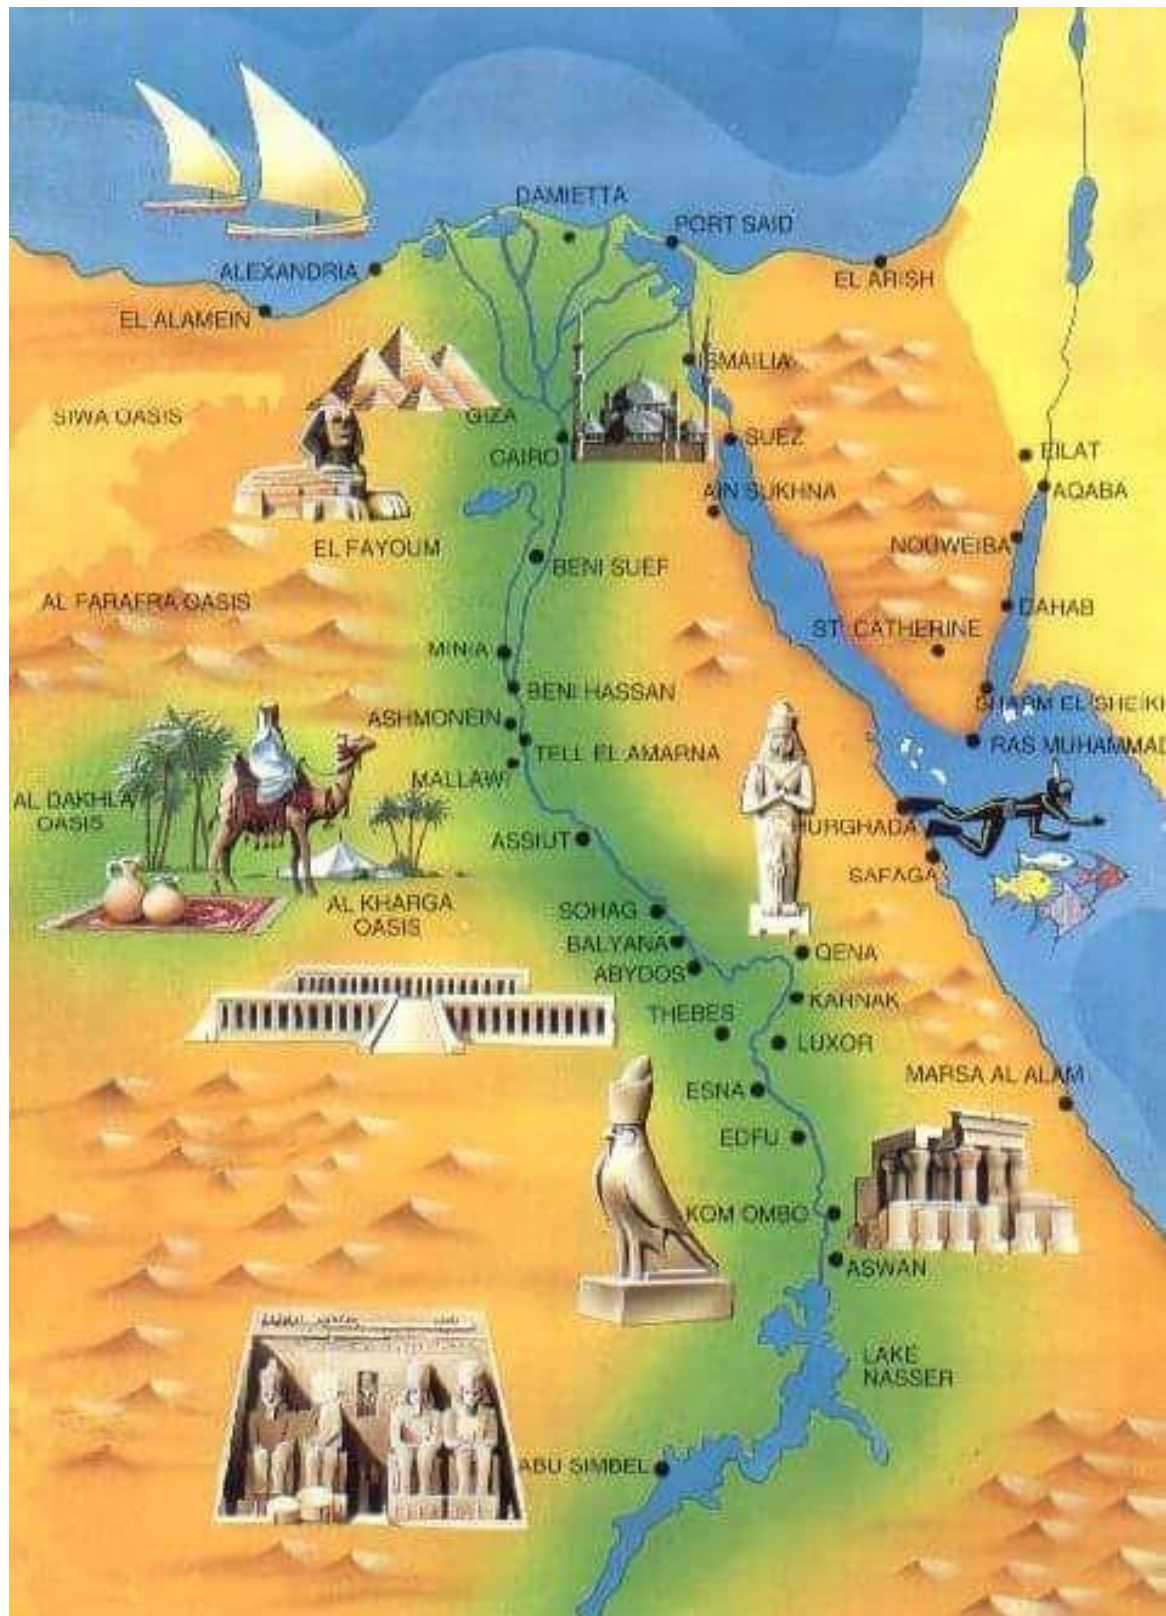 DAMIETTA
PORT SAID
ALEXANDRIA
EL ARISH
EL ALAMEIN
ISMAILIA
SIWA OASIS
GIZA
SUEZ
CAIRO
EILAT
AIN SUKHNA
AQABA
EL FAYOUM
NOUWEIBA
BENI SUEF
AL FARAFRA OASIS
DAHAB
ST. CATHERINE
MINIA
BENI HASSAN
SHARM EL SHEIKH
ASHMONEIN
RAS MUHAMMAD
TELL EL AMARNA
MALLAWI
AL DAKHLA
OASIS
HURGHADA
ASSIUT
SAFAGA
AL KHARGA
OASIS
SOHAG
BALYANA
QENA
ABYDOS
KARNAK
THEBES
LUXOR
MARSA AL ALAM
ESNA
EDFU
KOM OMBO
ASWAN
LAKE
NASSER
ABU SIMBEL